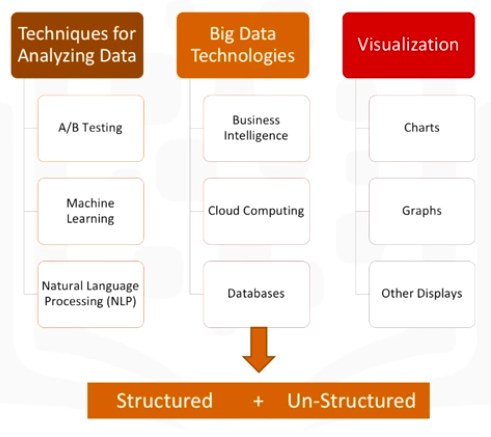 Techniques for
Analyzing Data
A/B Testing
Machine
Learning
Natural Language
Processing (NLP)
Big Data
Technologies
Business
Intelligence
Cloud Computing
Databases
Visualization
Charts
Graphs
Other Displays
Structured + Un-Structured